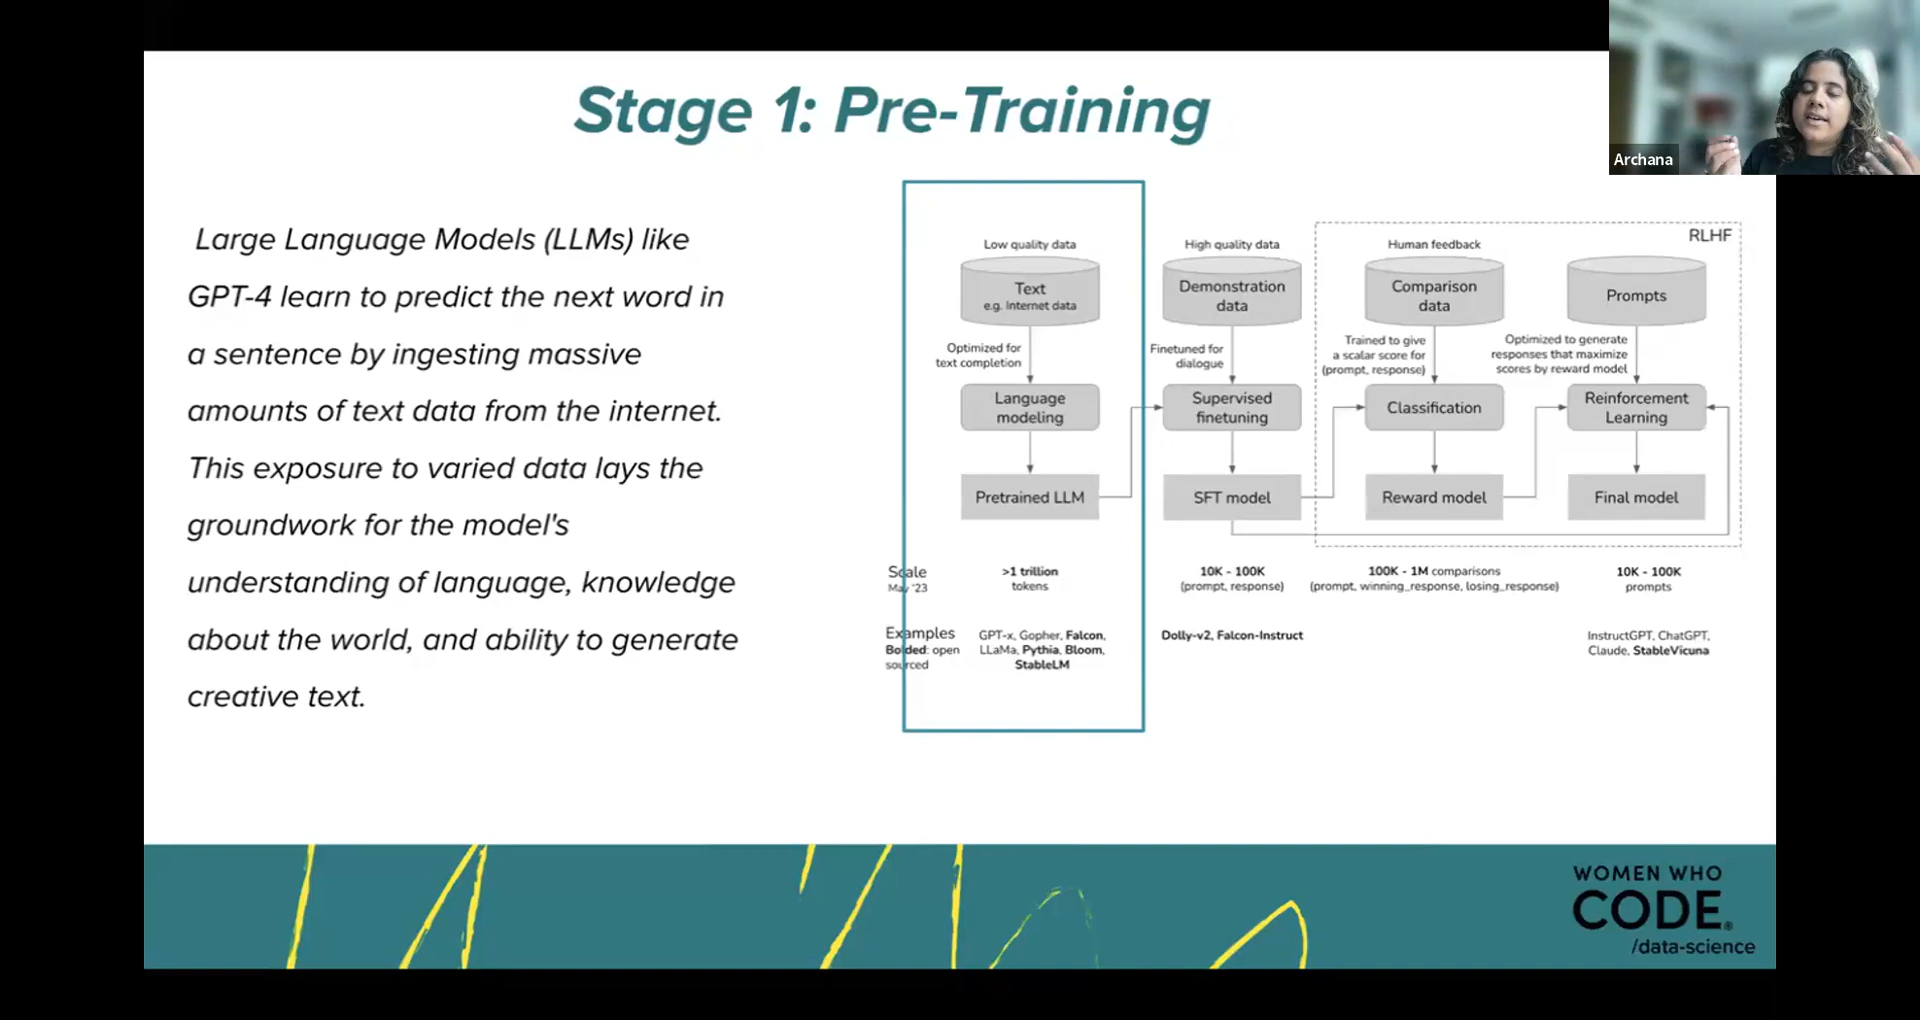 Stage 1: Pre-Training
Archana
Large Language Models (LLMs) like
GPT-4 learn to predict the next word in
a sentence by ingesting massive
amounts of text data from the internet.
This exposure to varied data lays the
groundwork for the model's
understanding of language, knowledge
about the world, and ability to generate
creative text.
RLHF
Low quality data
High quality data
Human feedback
Text
e.g. Internet data
Demonstration
data
Comparison
data
Prompts
Optimized for
text completion
Finetuned for
dialogue
Trained to give
a scalar score for
(prompt, response)
Optimized to generate
responses that maximize
scores by reward model
Language
modeling
Supervised
finetuning
Classification
Reinforcement
Learning
Pretrained LLM
SFT model
Reward model
Final model
Scale
May '23
>1 trillion
tokens
10K - 100K
(prompt, response)
100K - 1M comparisons
(prompt, winning_response, losing_response)
10K - 100K
prompts
Examples
Bolded: open
sourced
GPT-x, Gopher, Falcon,
LLaMa, Pythia, Bloom,
StableLM
Dolly-v2, Falcon-Instruct
InstructGPT, ChatGPT,
Claude, StableVicuna
WOMEN WHO
CODE®
/data-science